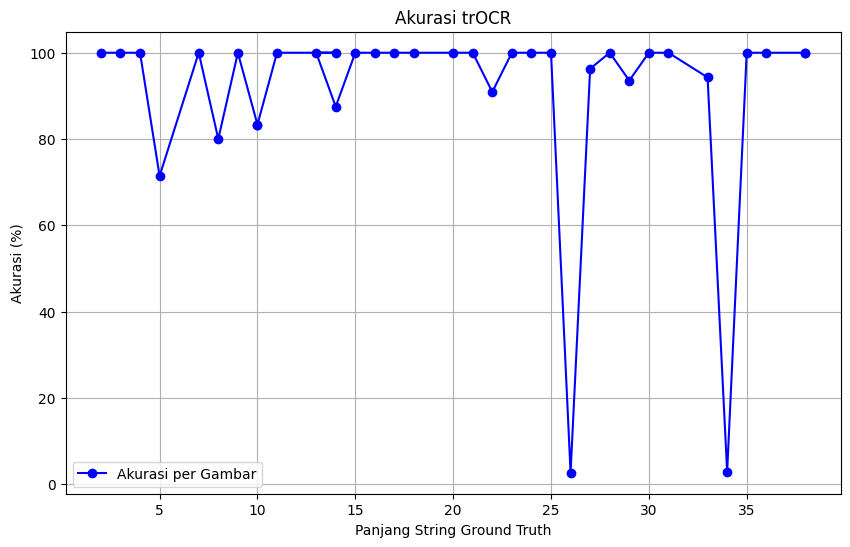 Akurasi trOCR
100
80
60
40
20
0
Akurasi (%)
Akurasi per Gambar
5 10 15 20 25 30 35
Panjang String Ground Truth